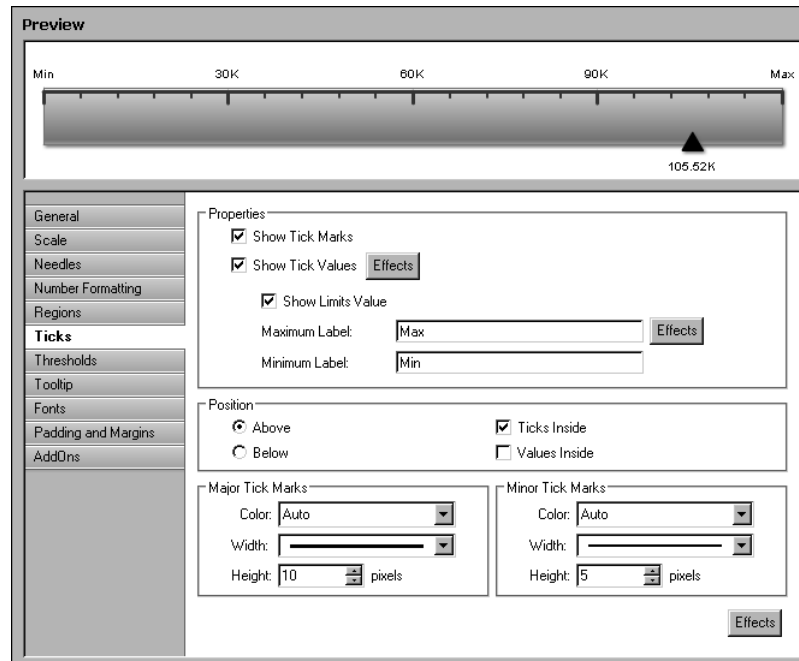 Preview
Min 30K 60K 90K Max
105.52K
General
Scale
Needles
Number Formatting
Regions
Ticks
Thresholds
Tooltip
Fonts
Padding and Margins
AddOns
Properties
Show Tick Marks
Show Tick Values Effects
Show Limits Value
Maximum Label: Max Effects
Minimum Label: Min
Position
Above Ticks Inside
Below Values Inside
Major Tick Marks Minor Tick Marks
Color: Auto Color: Auto
Width: Width:
Height: 10 pixels Height: 5 pixels
Effects